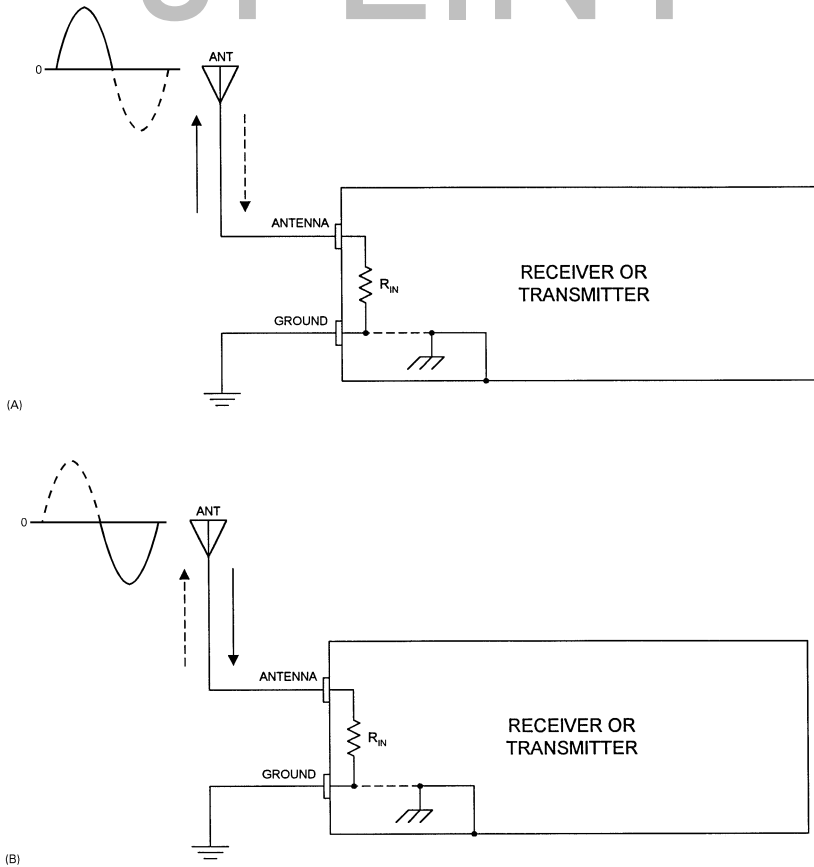 ANT
0
ANTENNA
RECEIVER OR
TRANSMITTER
R_IN
GROUND
(A)
ANT
0
ANTENNA
RECEIVER OR
TRANSMITTER
R_IN
GROUND
(B)